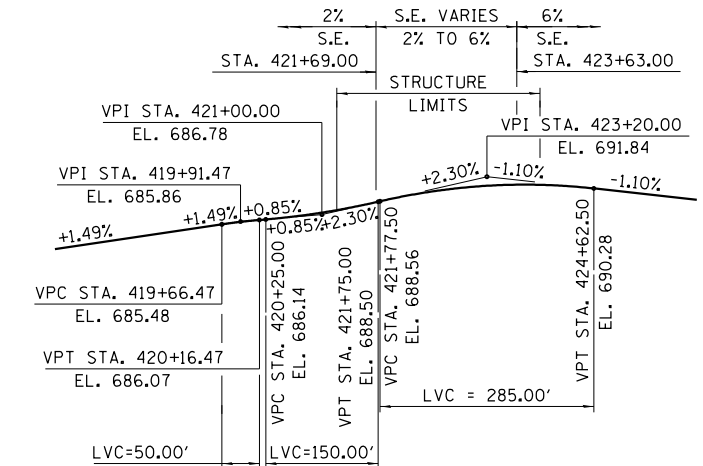 2%
S.E. VARIES
6%
S.E.
2% TO 6%
S.E.
STA. 421+69.00
STA. 423+63.00
STRUCTURE
LIMITS
VPI STA. 421+00.00
EL. 686.78
VPI STA. 423+20.00
EL. 691.84
VPI STA. 419+91.47
EL. 685.86
+2.30%
-1.10%
-1.10%
+1.49%
+1.49%
+0.85%
+0.85%
+2.30%
VPC STA. 419+66.47
EL. 685.48
VPT STA. 420+16.47
EL. 686.07
VPC STA. 420+25.00
EL. 686.14
VPT STA. 421+75.00
EL. 688.50
VPC STA. 421+77.50
EL. 688.56
VPT STA. 424+62.50
EL. 690.28
LVC = 285.00'
LVC=50.00'
LVC=150.00'